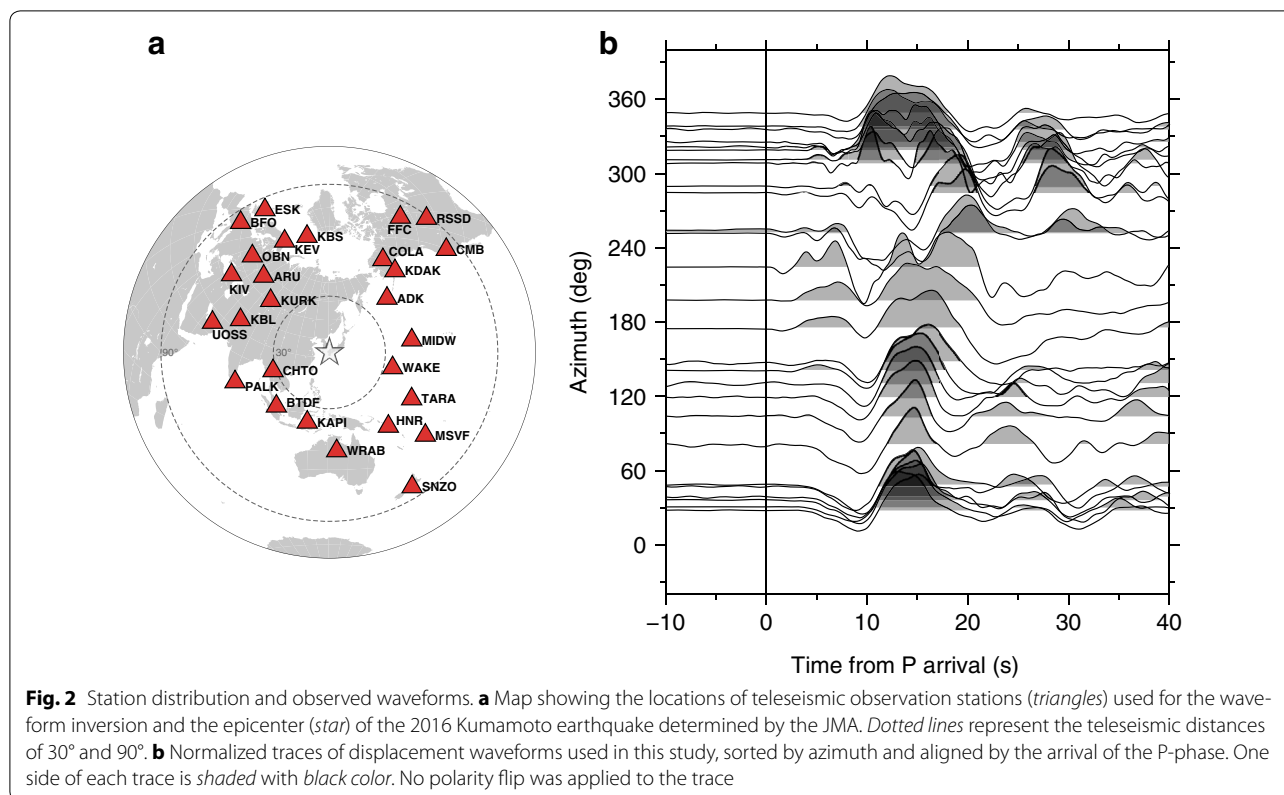 a
ESK
BFO
KBS
KEV
OBN
ARU
KIV
KURK
KBL
UOSS
FFC
RSSD
CMB
COLA
KDAK
ADK
MIDW
90°
30°
CHTO
WAKE
PALK
BTDF
TARA
KAPI
HNR
MSVF
WRAB
SNZO
b
360
300
240
180
120
60
0
Azimuth (deg)
−10 0 10 20 30 40
Time from P arrival (s)
Fig. 2 Station distribution and observed waveforms. a Map showing the locations of teleseismic observation stations (triangles) used for the wave-
form inversion and the epicenter (star) of the 2016 Kumamoto earthquake determined by the JMA. Dotted lines represent the teleseismic distances
of 30° and 90°. b Normalized traces of displacement waveforms used in this study, sorted by azimuth and aligned by the arrival of the P-phase. One
side of each trace is shaded with black color. No polarity flip was applied to the trace